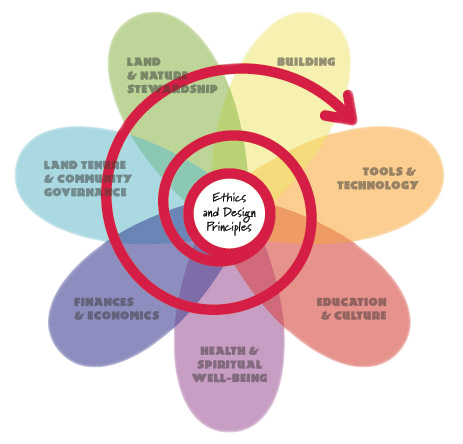 LAND
& NATURE
STEWARDSHIP
BUILDING
TOOLS &
TECHNOLOGY
EDUCATION
& CULTURE
HEALTH &
SPIRITUAL
WELL-BEING
FINANCES
& ECONOMICS
LAND TENURE
& COMMUNITY
GOVERNANCE
Ethics
and Design
Principles